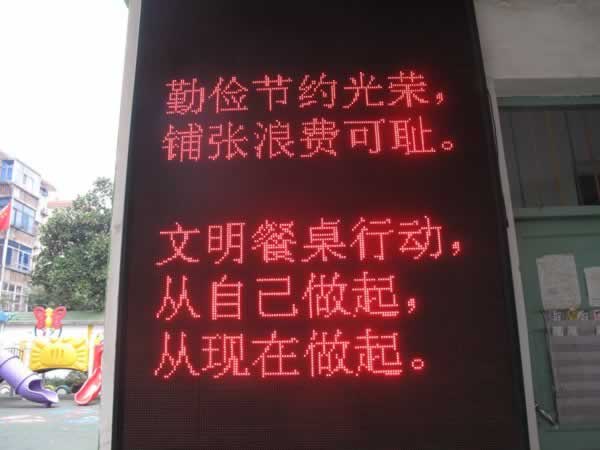 勤俭节约光荣，
铺张浪费可耻。
文明餐桌行动，
从自己做起，
从现在做起。